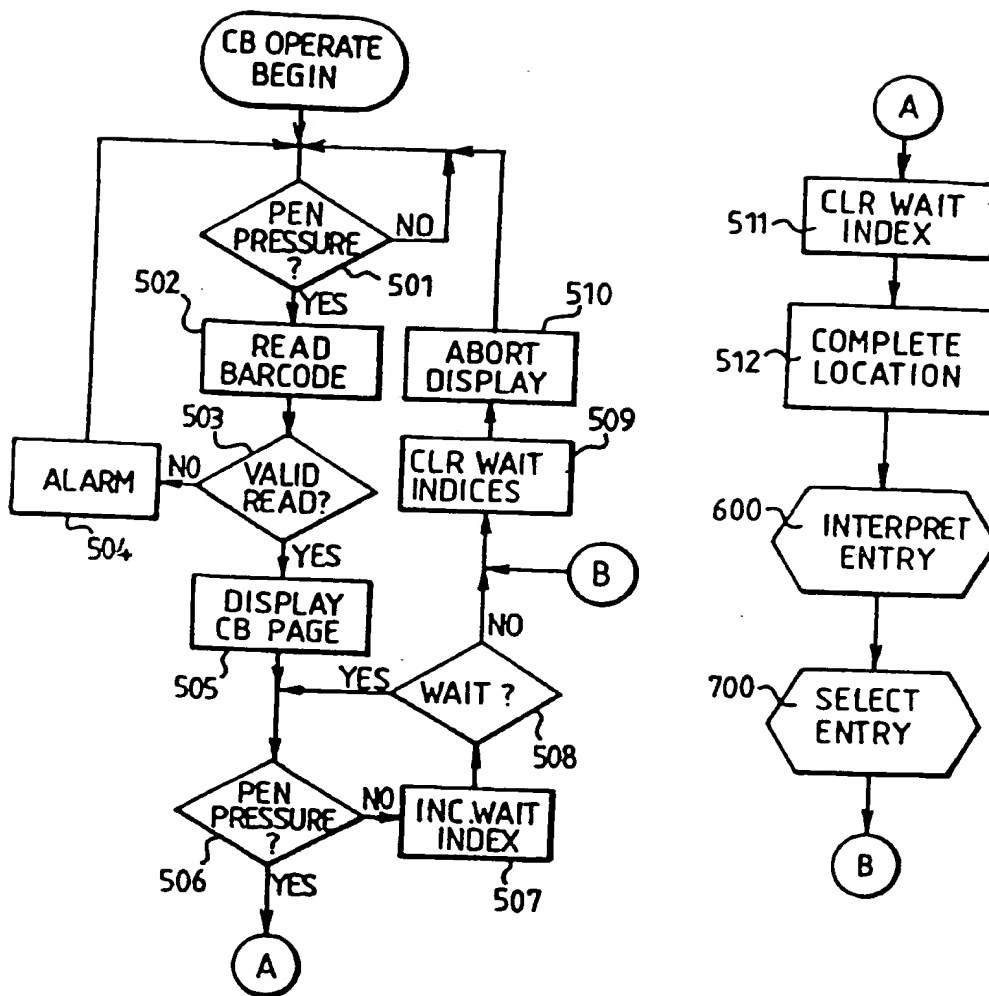 CB OPERATE
BEGIN
PEN
PRESSURE
?
NO
501
YES
502
READ
BARCODE
503
VALID
READ?
NO
ALARM
504
YES
DISPLAY
CB PAGE
505
PEN
PRESSURE
?
506
NO
YES
A
INC.WAIT
INDEX
507
WAIT ?
508
YES
NO
B
CLR WAIT
INDICES
509
ABORT
DISPLAY
510
A
CLR WAIT
INDEX
511
COMPLETE
LOCATION
512
600
INTERPRET
ENTRY
700
SELECT
ENTRY
B